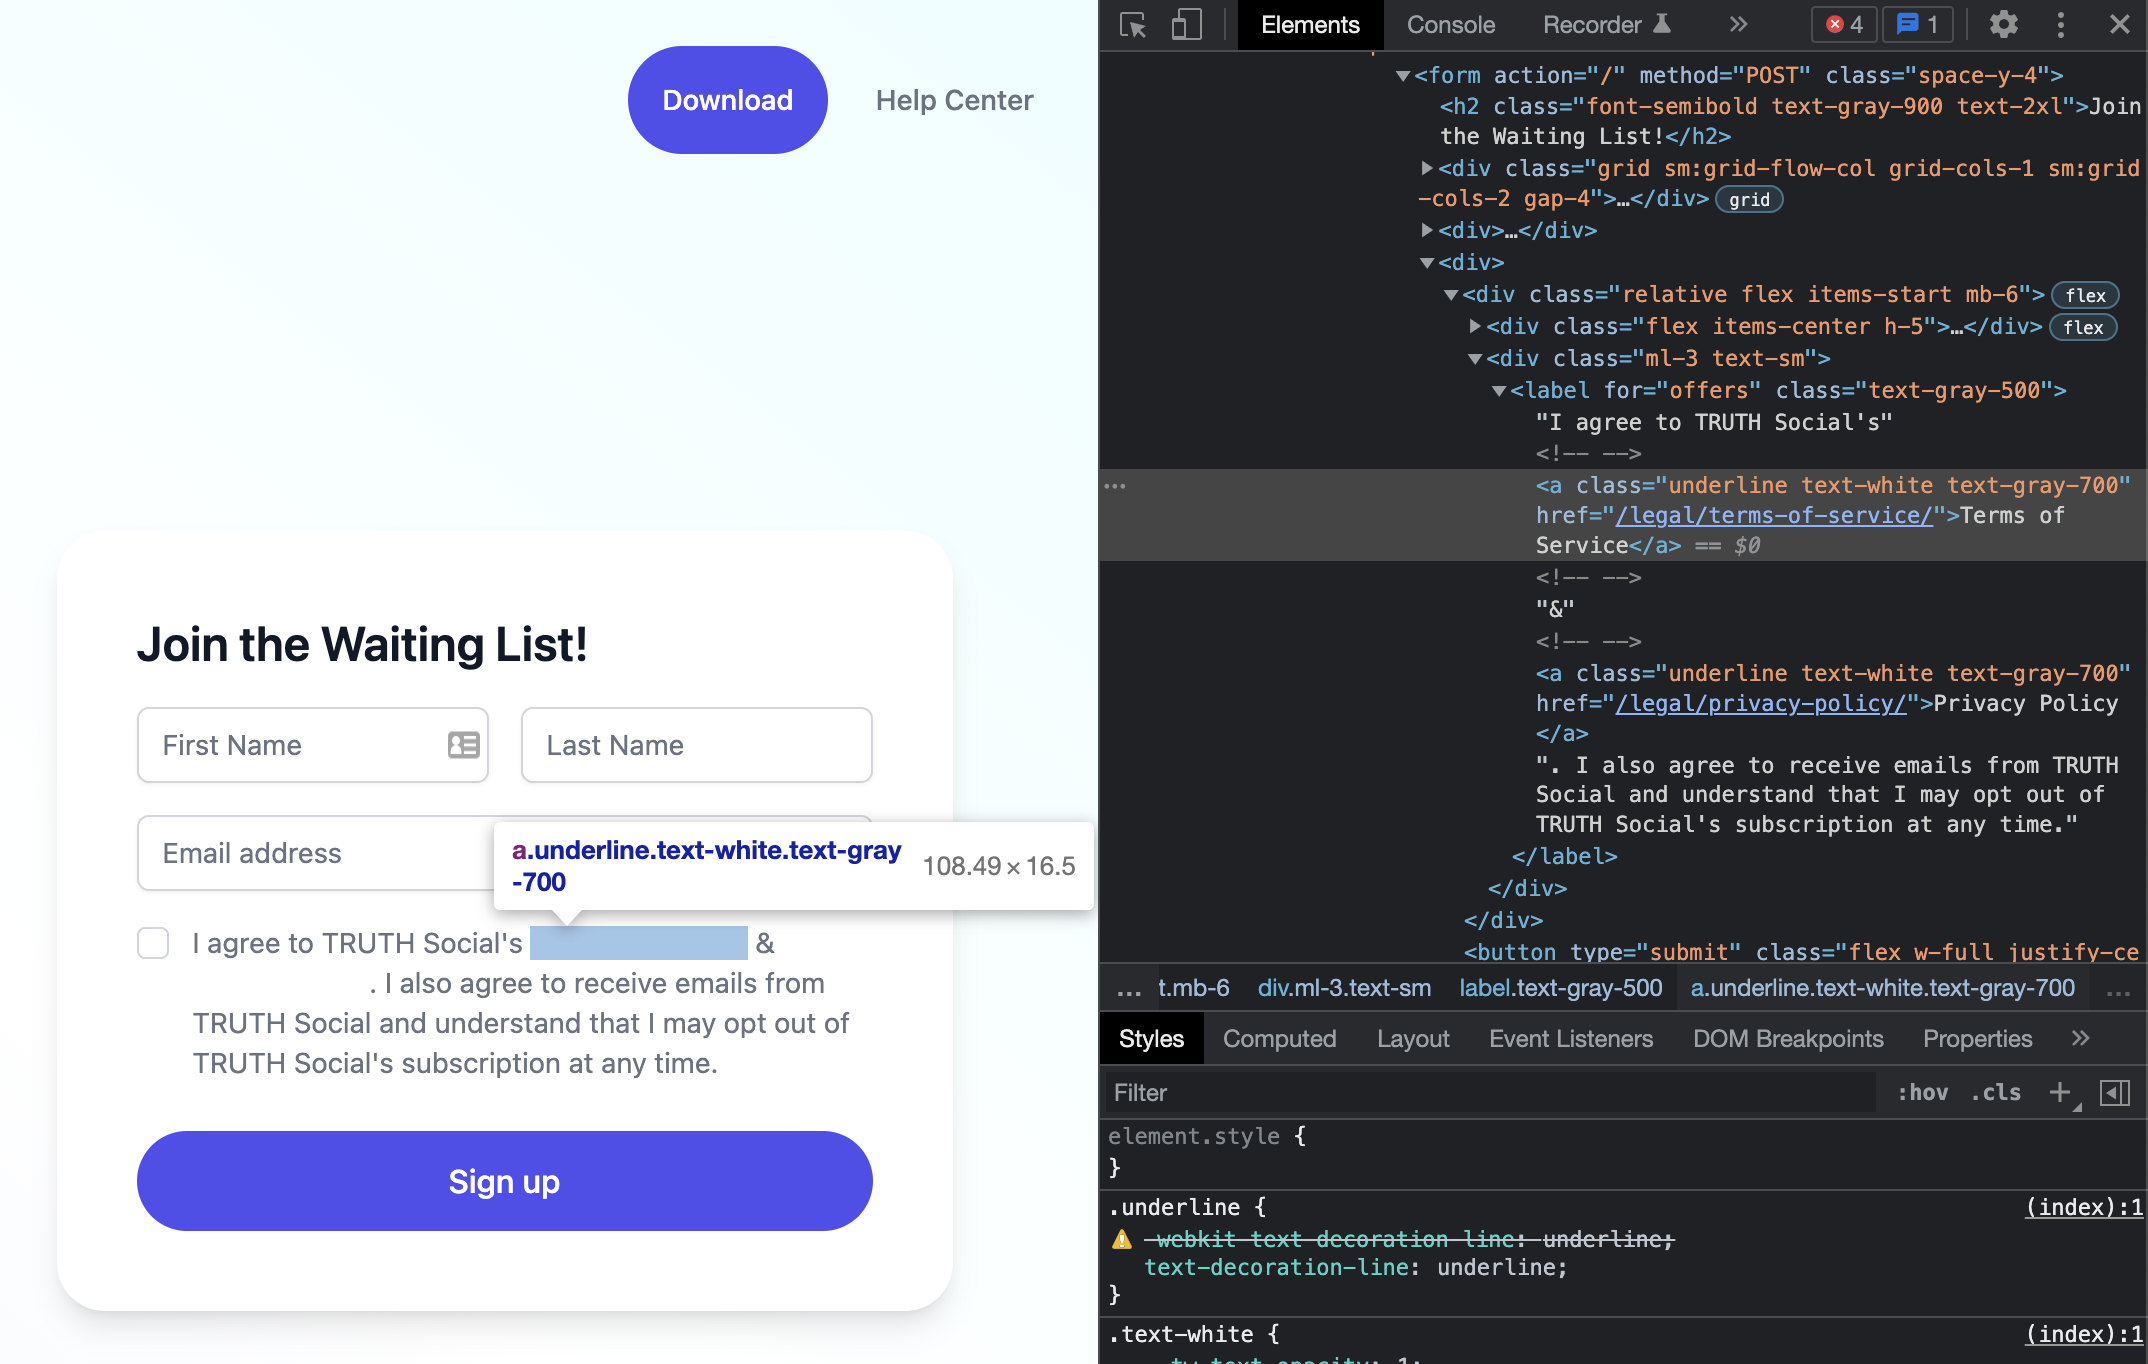 Download
Help Center
Join the Waiting List!
First Name
Last Name
Email address
a.underline.text-white.text-gray
-700
108.49 × 16.5
I agree to TRUTH Social's
&
. I also agree to receive emails from
TRUTH Social and understand that I may opt out of
TRUTH Social's subscription at any time.
Sign up
Elements
Console
Recorder
»
4
1
<form action="/" method="POST" class="space-y-4">
<h2 class="font-semibold text-gray-900 text-2xl">Join
the Waiting List!</h2>
<div class="grid sm:grid-flow-col grid-cols-1 sm:grid
-cols-2 gap-4">…</div> grid
<div>…</div>
<div>
<div class="relative flex items-start mb-6"> flex
<div class="flex items-center h-5">…</div> flex
<div class="ml-3 text-sm">
<label for="offers" class="text-gray-500">
"I agree to TRUTH Social's"
<!-- -->
<a class="underline text-white text-gray-700"
href="/legal/terms-of-service/">Terms of
Service</a> == $0
<!-- -->
"&"
<!-- -->
<a class="underline text-white text-gray-700"
href="/legal/privacy-policy/">Privacy Policy
</a>
". I also agree to receive emails from TRUTH
Social and understand that I may opt out of
TRUTH Social's subscription at any time."
</label>
</div>
</div>
<button type="submit" class="flex w-full justify-ce
… t.mb-6 div.ml-3.text-sm label.text-gray-500 a.underline.text-white.text-gray-700 …
Styles Computed Layout Event Listeners DOM Breakpoints Properties »
Filter
:hov .cls +
element.style {
}
.underline { (index):1
-webkit-text-decoration-line: underline;
text-decoration-line: underline;
}
.text-white { (index):1